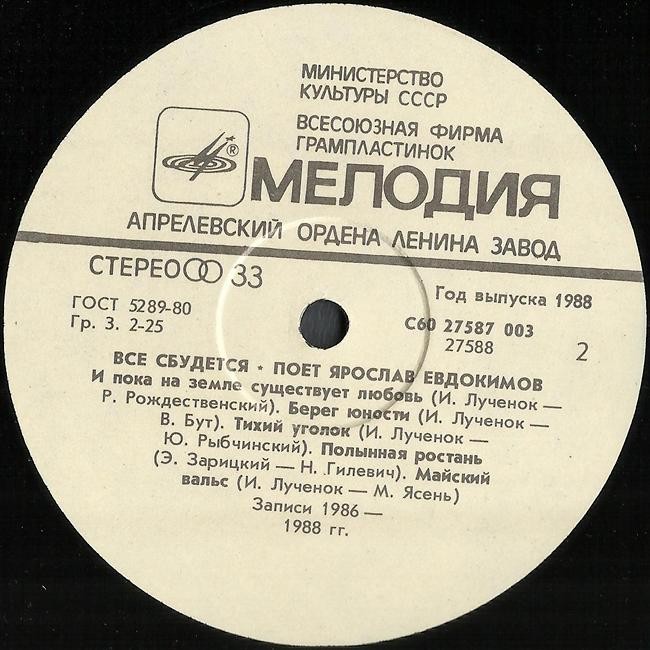 МИНИСТЕРСТВО
КУЛЬТУРЫ СССР
ВСЕСОЮЗНАЯ ФИРМА
ГРАМПЛАСТИНОК
®
МЕЛОДИЯ
АПРЕЛЕВСКИЙ ОРДЕНА ЛЕНИНА ЗАВОД
СТЕРЕО 33
ГОСТ 5289-80
Гр. 3. 2-25
Год выпуска 1988
С60 27587 003
27588
2
ВСЕ СБУДЕТСЯ • ПОЕТ ЯРОСЛАВ ЕВДОКИМОВ
И пока на земле существует любовь (И. Лученок —
Р. Рождественский). Берег юности (И. Лученок —
В. Бут). Тихий уголок (И. Лученок —
Ю. Рыбчинский). Полынная ростань
(Э. Зарицкий — Н. Гилевич). Майский
вальс (И. Лученок — М. Ясень)
Записи 1986 —
1988 гг.